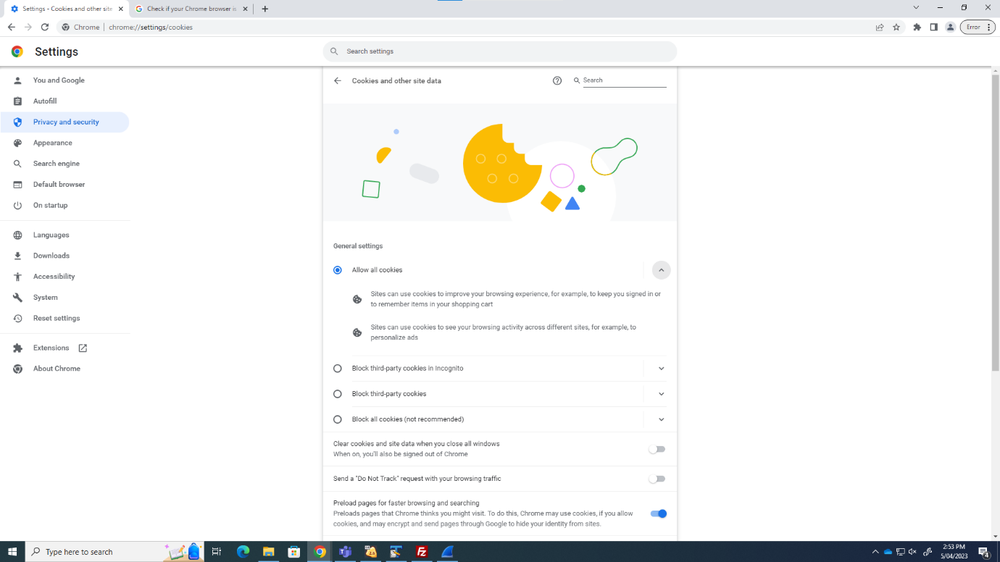 Settings - Cookies and other site
Check if your Chrome browser is
Chrome
chrome://settings/cookies
Error
Settings
Search settings
You and Google
Autofill
Privacy and security
Appearance
Search engine
Default browser
On startup
Languages
Downloads
Accessibility
System
Reset settings
Extensions
About Chrome
Cookies and other site data
Search
General settings
Allow all cookies
Sites can use cookies to improve your browsing experience, for example, to keep you signed in or
to remember items in your shopping cart
Sites can use cookies to see your browsing activity across different sites, for example, to
personalize ads
Block third-party cookies in Incognito
Block third-party cookies
Block all cookies (not recommended)
Clear cookies and site data when you close all windows
When on, you'll also be signed out of Chrome
Send a "Do Not Track" request with your browsing traffic
Preload pages for faster browsing and searching
Preloads pages that Chrome thinks you might visit. To do this, Chrome may use cookies, if you allow
cookies, and may encrypt and send pages through Google to hide your identity from sites.
Type here to search
2:53 PM
5/04/2023
4